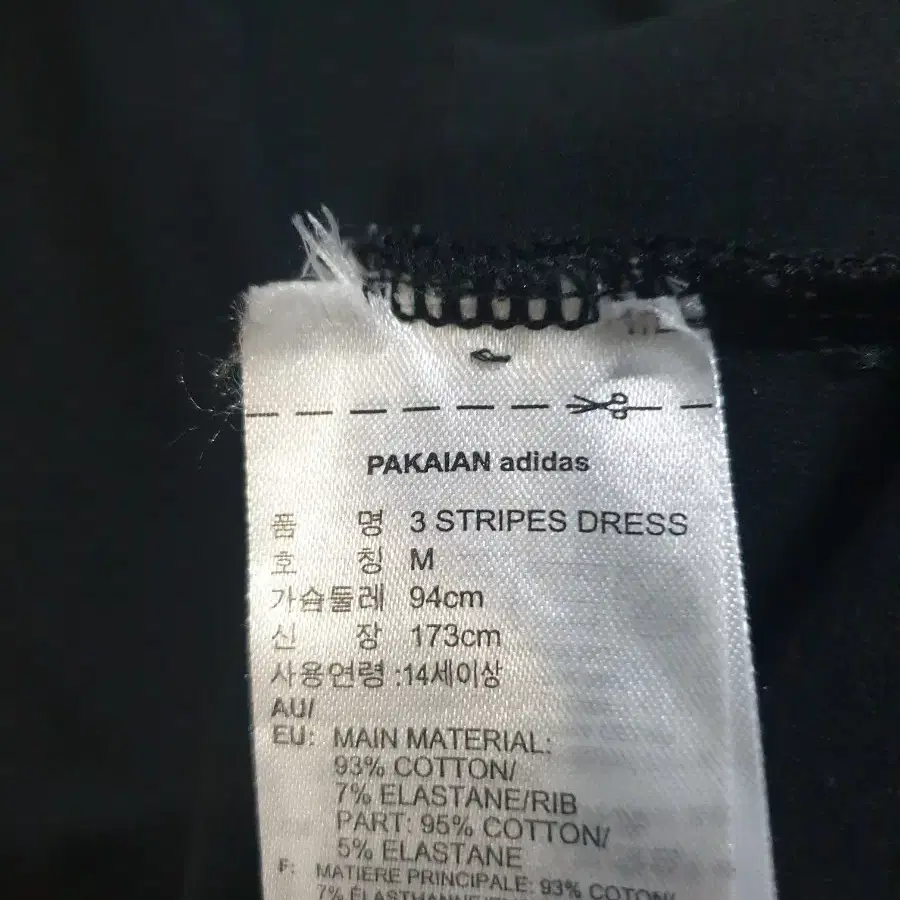 PAKAIAN adidas
품 명 3 STRIPES DRESS
호 칭 M
가슴둘레 94cm
신 장 173cm
사용연령 :14세이상
AU/
EU: MAIN MATERIAL:
93% COTTON/
7% ELASTANE/RIB
PART: 95% COTTON/
5% ELASTANE
F: MATIERE PRINCIPALE: 93% COTON/
7% ELASTHANNE/